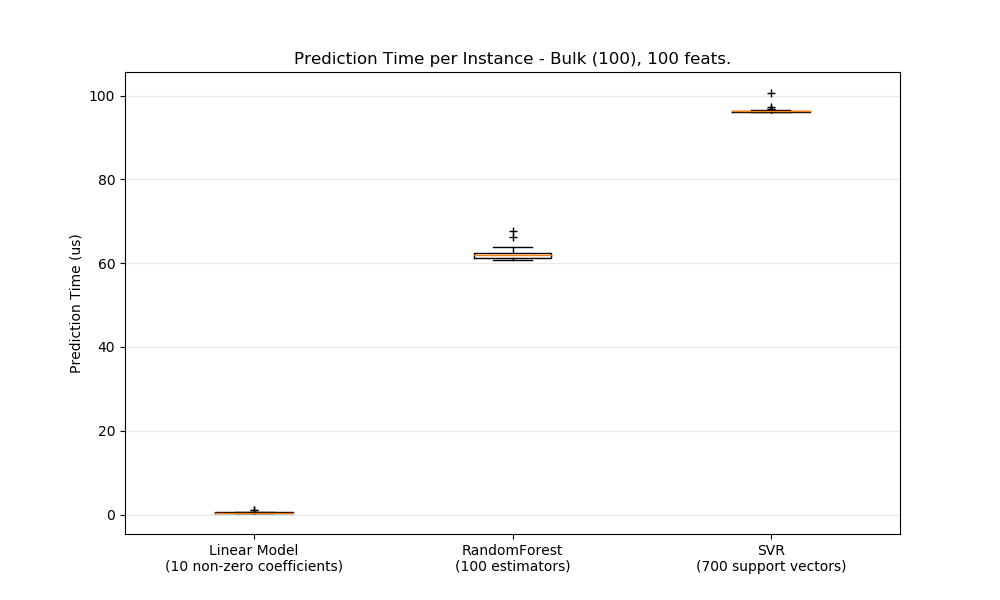 Prediction Time per Instance - Bulk (100), 100 feats.
100
80
60
40
20
0
Prediction Time (us)
Linear Model
(10 non-zero coefficients)
RandomForest
(100 estimators)
SVR
(700 support vectors)